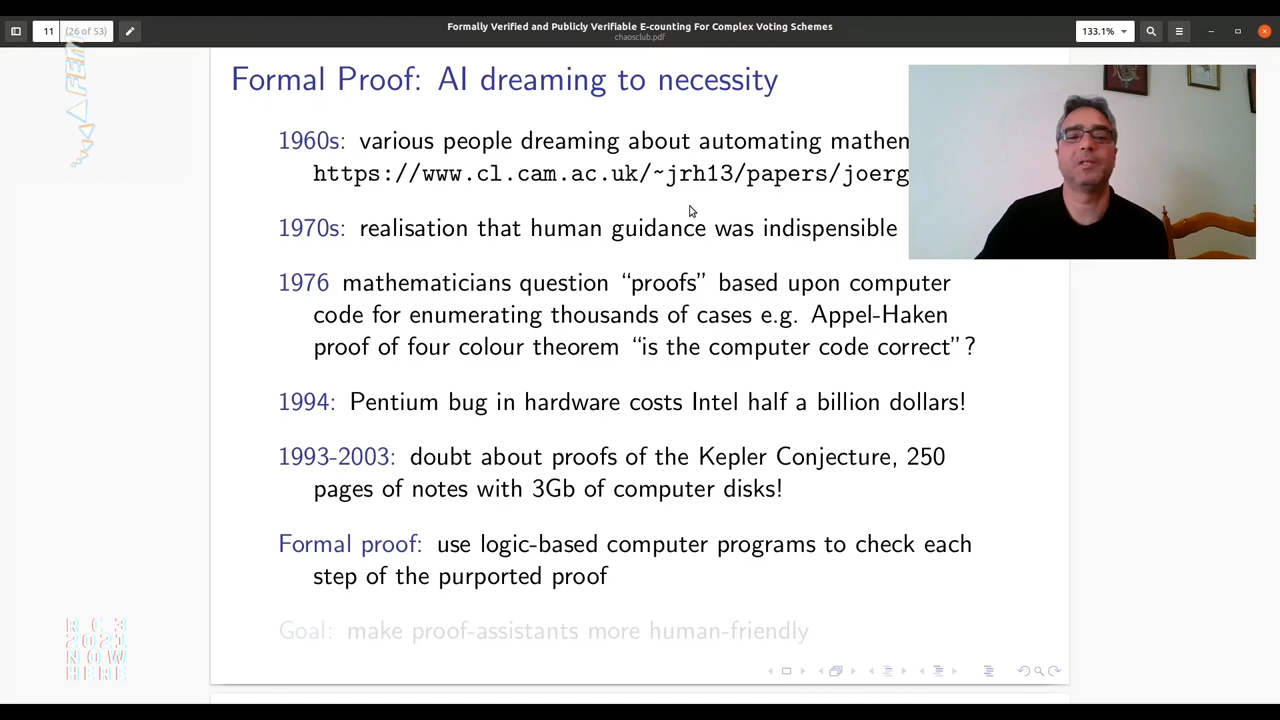 11
(26 of 53)
Formally Verified and Publicly Verifiable E-counting For Complex Voting Schemes
chaosclub.pdf
133.1%
FEM
Formal Proof: AI dreaming to necessity
1960s: various people dreaming about automating mathem
https://www.cl.cam.ac.uk/~jrh13/papers/joerg
1970s: realisation that human guidance was indispensible
1976 mathematicians question “proofs” based upon computer
code for enumerating thousands of cases e.g. Appel-Haken
proof of four colour theorem “is the computer code correct”?
1994: Pentium bug in hardware costs Intel half a billion dollars!
1993-2003: doubt about proofs of the Kepler Conjecture, 250
pages of notes with 3Gb of computer disks!
Formal proof: use logic-based computer programs to check each
step of the purported proof
Goal: make proof-assistants more human-friendly
R C 3
2021
NOW
HERE